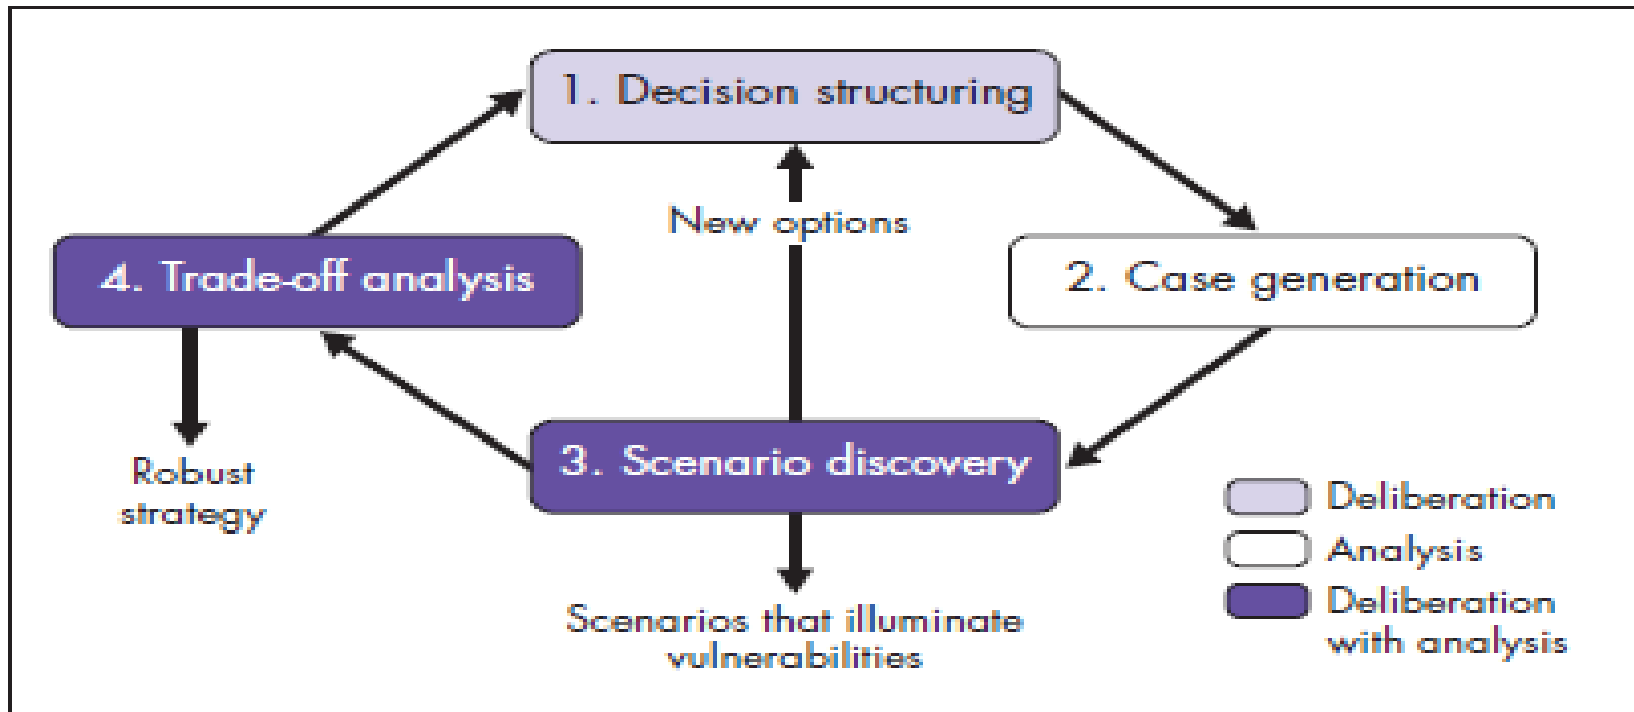 1. Decision structuring
New options
4. Trade-off analysis
2. Case generation
3. Scenario discovery
Robust
strategy
Scenarios that illuminate
vulnerabilities
Deliberation
Analysis
Deliberation
with analysis